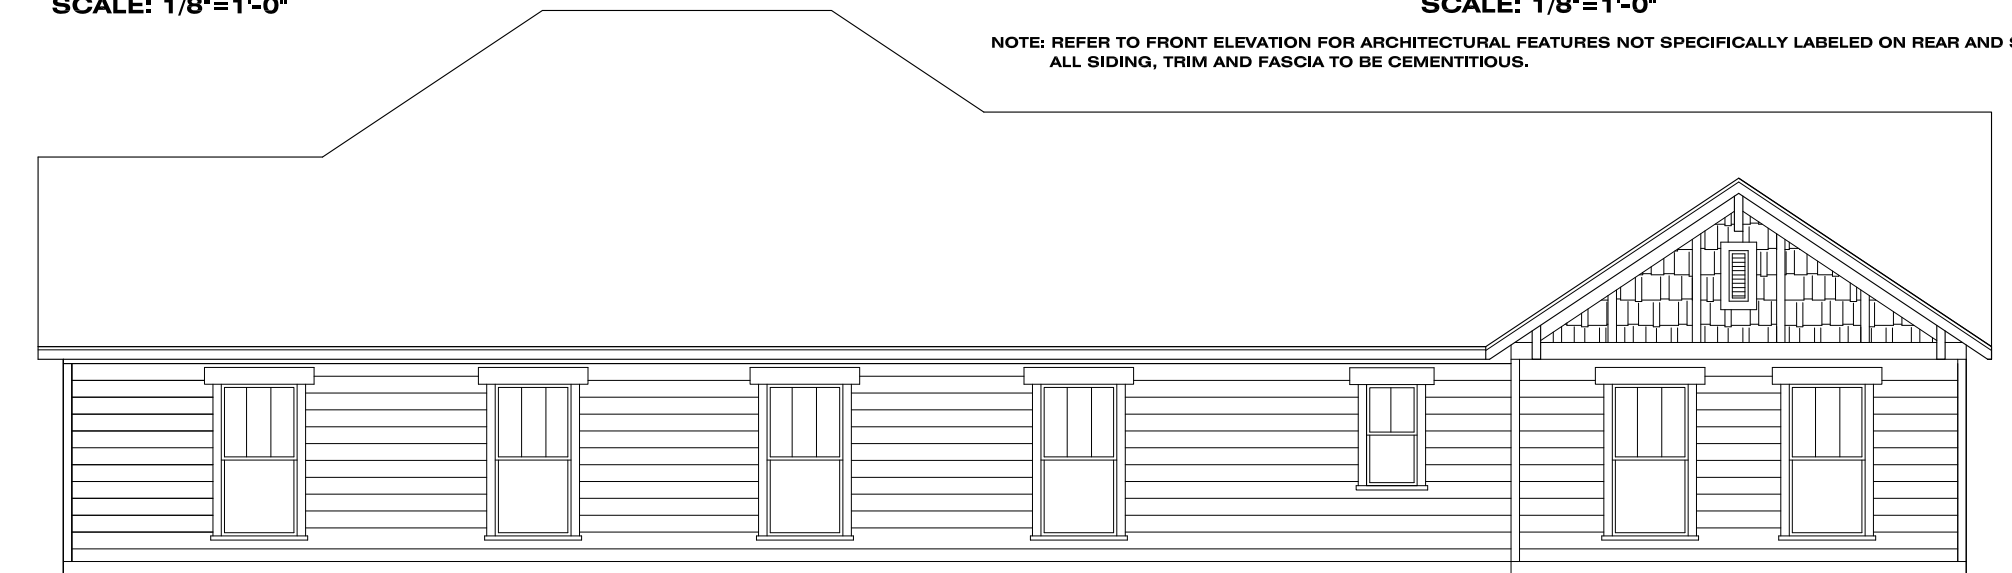 SCALE: 1/8"=1'-0"
SCALE: 1/8"=1'-0"
NOTE: REFER TO FRONT ELEVATION FOR ARCHITECTURAL FEATURES NOT SPECIFICALLY LABELED ON REAR AND
ALL SIDING, TRIM AND FASCIA TO BE CEMENTITIOUS.